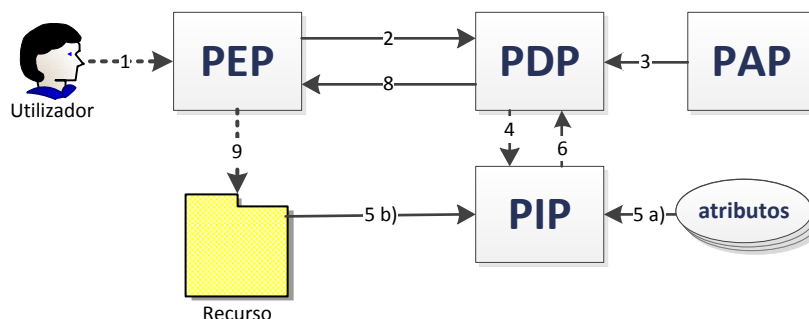 1
PEP
2
PDP
3
PAP
8
Utilizador
9
4
6
5 b)
PIP
5 a)
atributos
Recurso